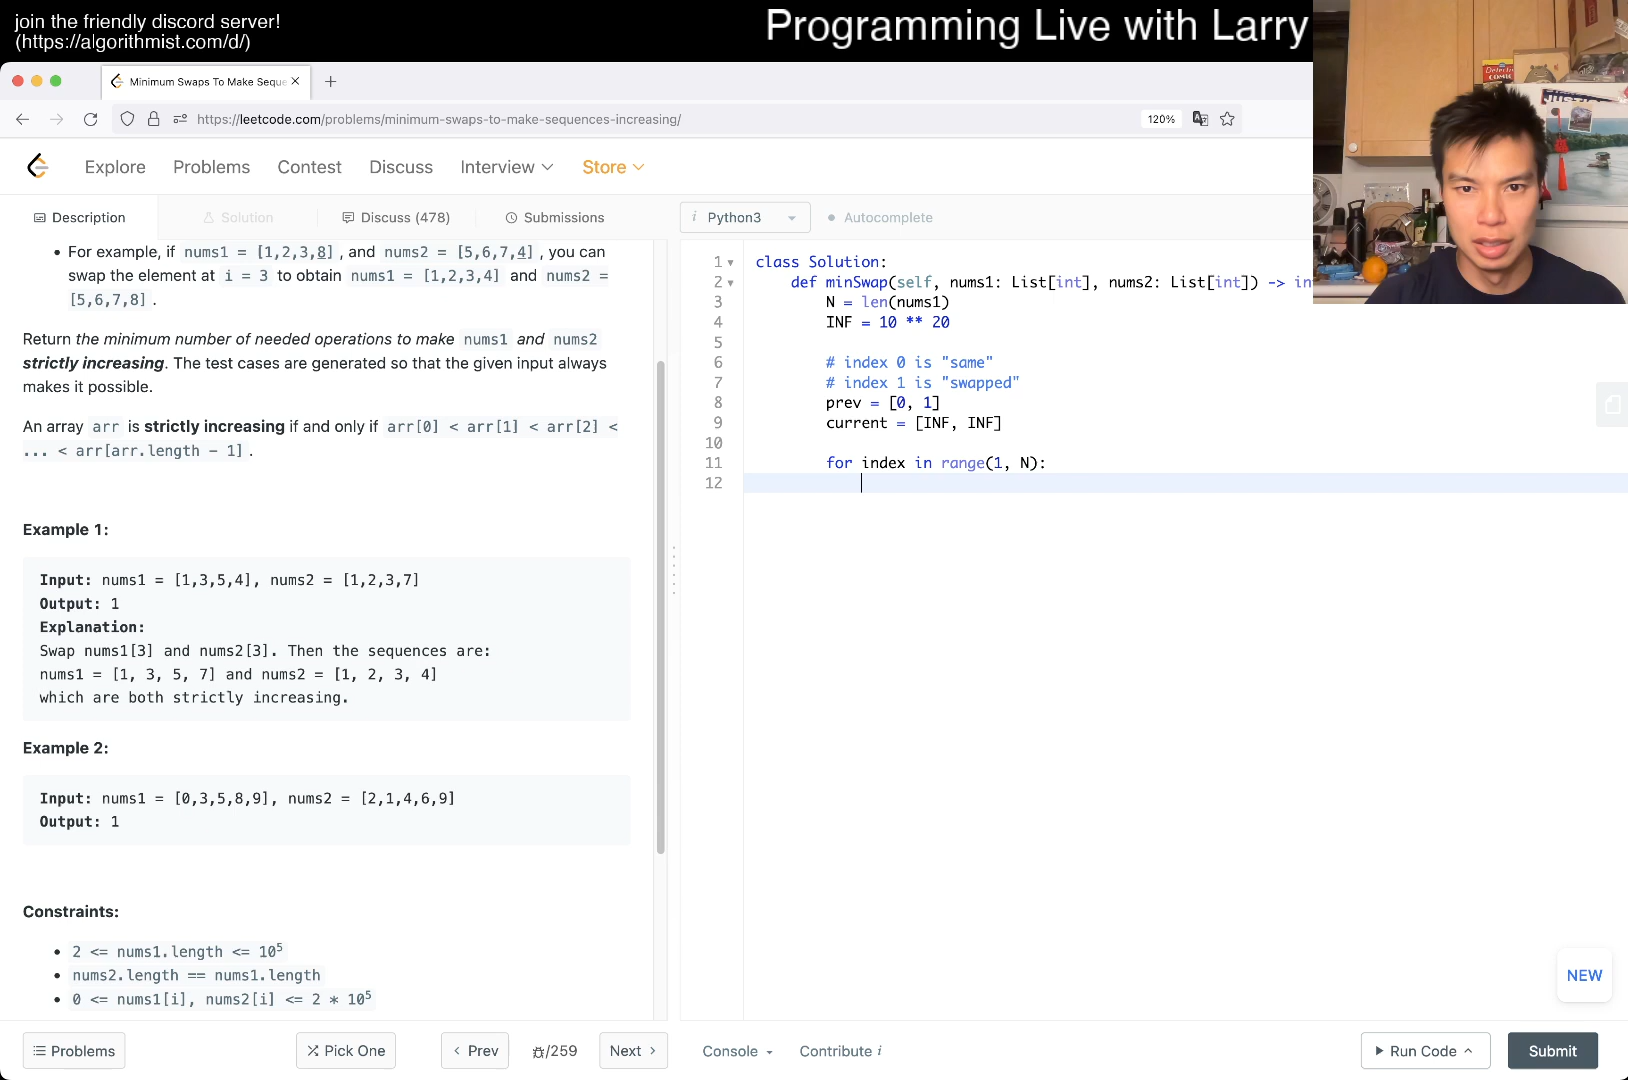 join the friendly discord server!
(https://algorithmist.com/d/)
Programming Live with Larry
Minimum Swaps To Make Seque
https://leetcode.com/problems/minimum-swaps-to-make-sequences-increasing/
120%
Explore
Problems
Contest
Discuss
Interview
Store
Description
Solution
Discuss (478)
Submissions
i Python3
Autocomplete
• For example, if nums1 = [1,2,3,8], and nums2 = [5,6,7,4], you can
swap the element at i = 3 to obtain nums1 = [1,2,3,4] and nums2 =
[5,6,7,8].
Return the minimum number of needed operations to make nums1 and nums2
strictly increasing. The test cases are generated so that the given input always
makes it possible.
An array arr is strictly increasing if and only if arr[0] < arr[1] < arr[2] <
... < arr[arr.length - 1].
Example 1:
Input: nums1 = [1,3,5,4], nums2 = [1,2,3,7]
Output: 1
Explanation:
Swap nums1[3] and nums2[3]. Then the sequences are:
nums1 = [1, 3, 5, 7] and nums2 = [1, 2, 3, 4]
which are both strictly increasing.
Example 2:
Input: nums1 = [0,3,5,8,9], nums2 = [2,1,4,6,9]
Output: 1
Constraints:
• 2 <= nums1.length <= 10⁵
• nums2.length == nums1.length
• 0 <= nums1[i], nums2[i] <= 2 * 10⁵
1 class Solution:
2 def minSwap(self, nums1: List[int], nums2: List[int]) -> in
3 N = len(nums1)
4 INF = 10 ** 20
5
6 # index 0 is "same"
7 # index 1 is "swapped"
8 prev = [0, 1]
9 current = [INF, INF]
10
11 for index in range(1, N):
12
NEW
Problems
Pick One
Prev
/259
Next
Console
Contribute i
Run Code
Submit